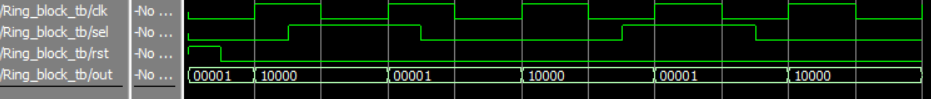 /Ring_block_tb/clk -No ...
/Ring_block_tb/sel -No ...
/Ring_block_tb/rst -No ...
/Ring_block_tb/out -No ... 00001 10000 00001 10000 00001 10000